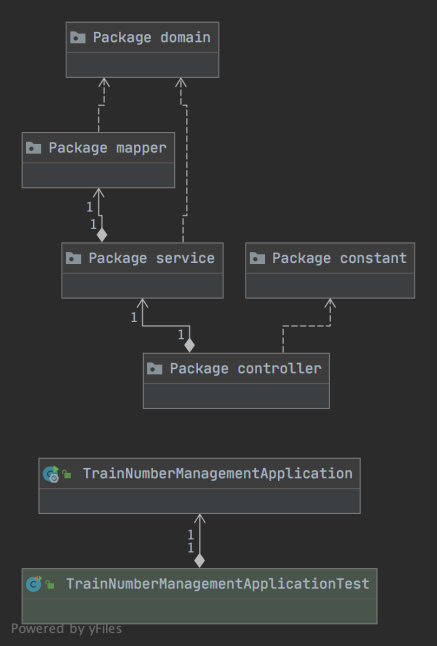 Package domain
Package mapper
1
1
Package service
Package constant
1
1
Package controller
TrainNumberManagementApplication
1
1
TrainNumberManagementApplicationTest
Powered by yFiles